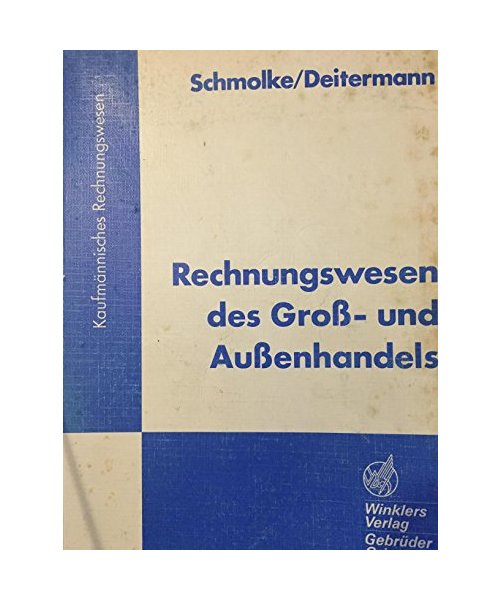 Schmolke/Deitermann
Kaufmännisches Rechnungswesen
Rechnungswesen
des Groß- und
Außenhandels
Winklers
Verlag
Gebrüder